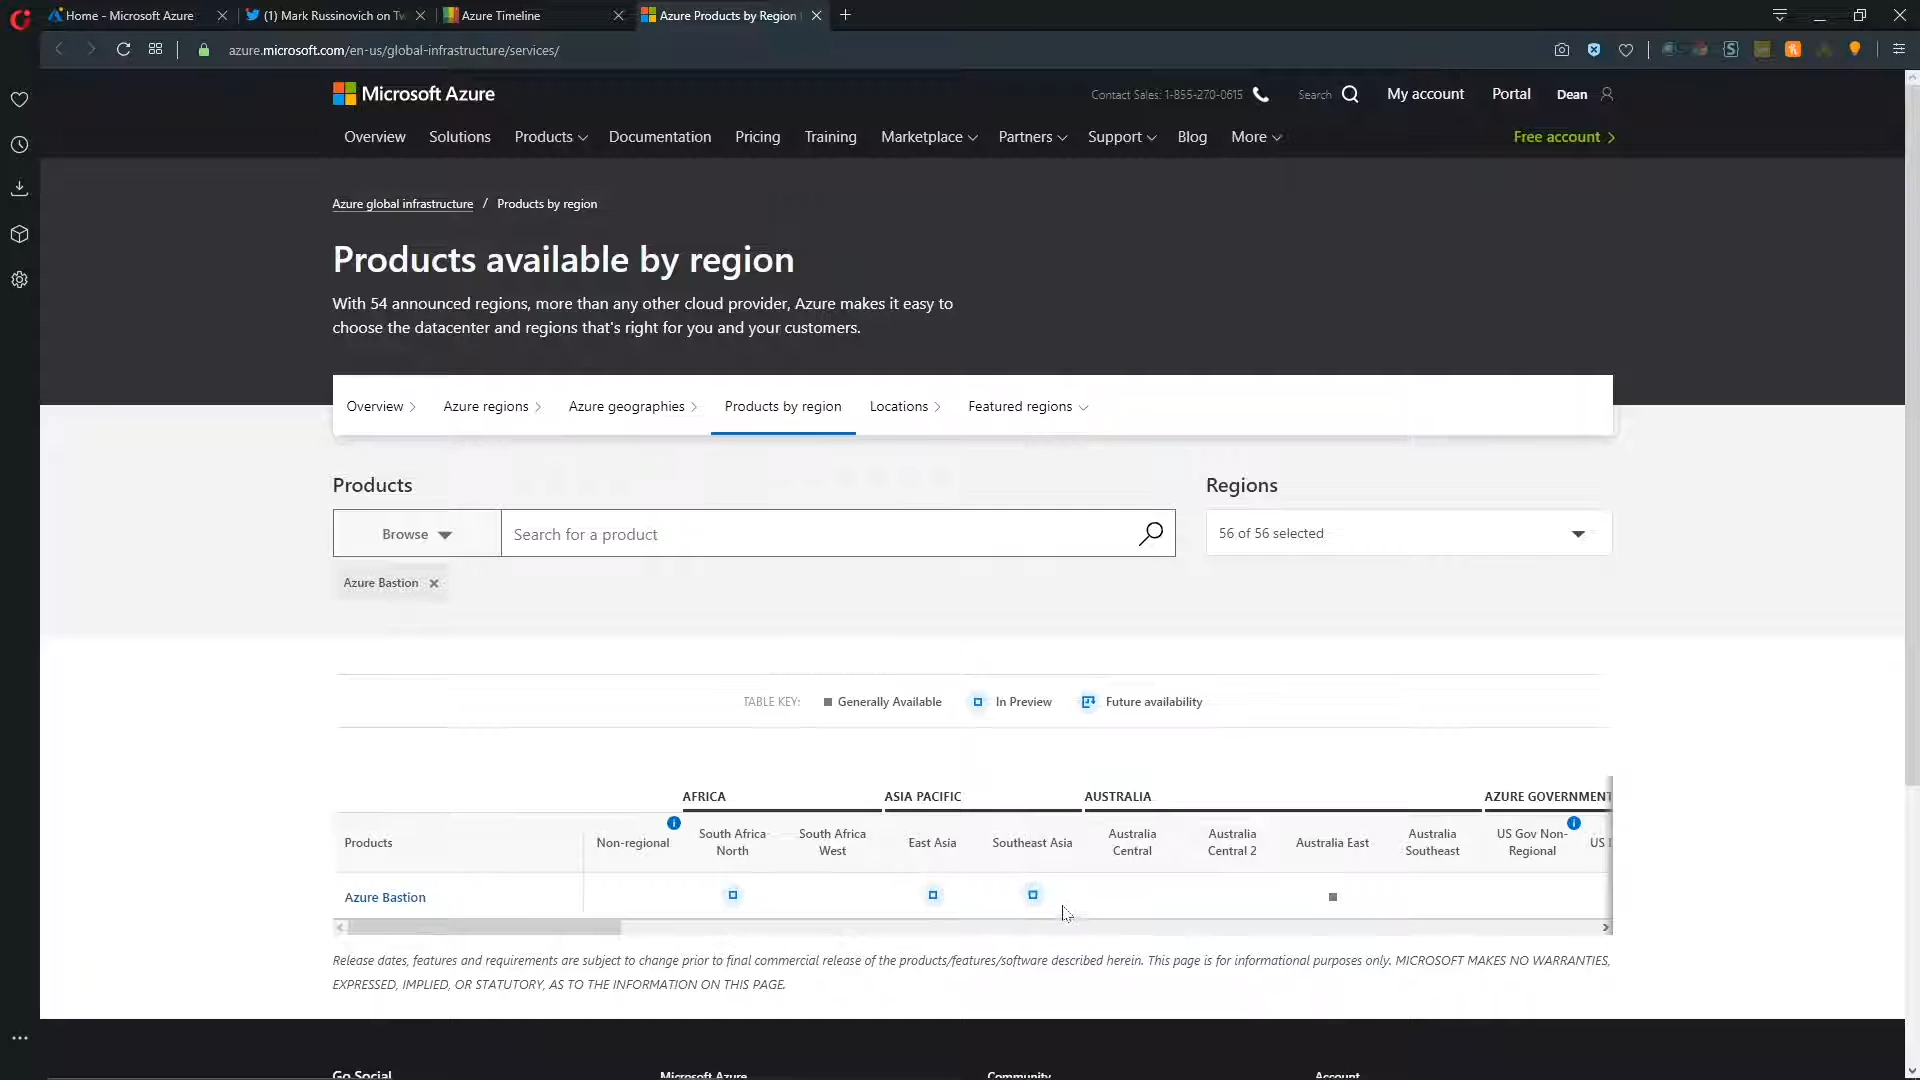 Home - Microsoft Azure
(1) Mark Russinovich on Tw
Azure Timeline
Azure Products by Region
azure.microsoft.com/en-us/global-infrastructure/services/
Microsoft Azure
Contact Sales: 1-855-270-0615
Search
My account
Portal
Dean
Overview
Solutions
Products
Documentation
Pricing
Training
Marketplace
Partners
Support
Blog
More
Free account
Azure global infrastructure / Products by region
Products available by region
With 54 announced regions, more than any other cloud provider, Azure makes it easy to
choose the datacenter and regions that's right for you and your customers.
Overview
Azure regions
Azure geographies
Products by region
Locations
Featured regions
Products
Regions
Browse
Search for a product
56 of 56 selected
Azure Bastion
TABLE KEY:
Generally Available
In Preview
Future availability
AFRICA
ASIA PACIFIC
AUSTRALIA
AZURE GOVERNMENT
Products
Non-regional
South Africa
North
South Africa
West
East Asia
Southeast Asia
Australia
Central
Australia
Central 2
Australia East
Australia
Southeast
US Gov Non-
Regional
US
Azure Bastion
Release dates, features and requirements are subject to change prior to final commercial release of the products/features/software described herein. This page is for informational purposes only. MICROSOFT MAKES NO WARRANTIES,
EXPRESSED, IMPLIED, OR STATUTORY, AS TO THE INFORMATION ON THIS PAGE.
Go Social
Microsoft Azure
Community
Account